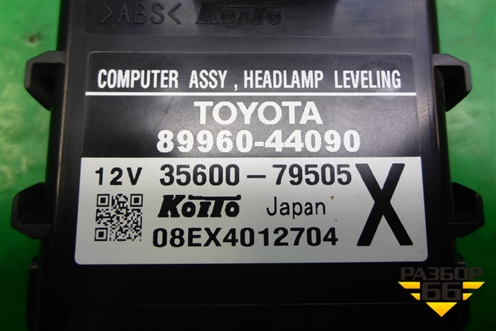 >ABS< KOITO
COMPUTER ASSY , HEADLAMP LEVELING
TOYOTA
89960-44090
12V 35600-79505 X
KOITO Japan
08EX4012704
РАЗБОР
66